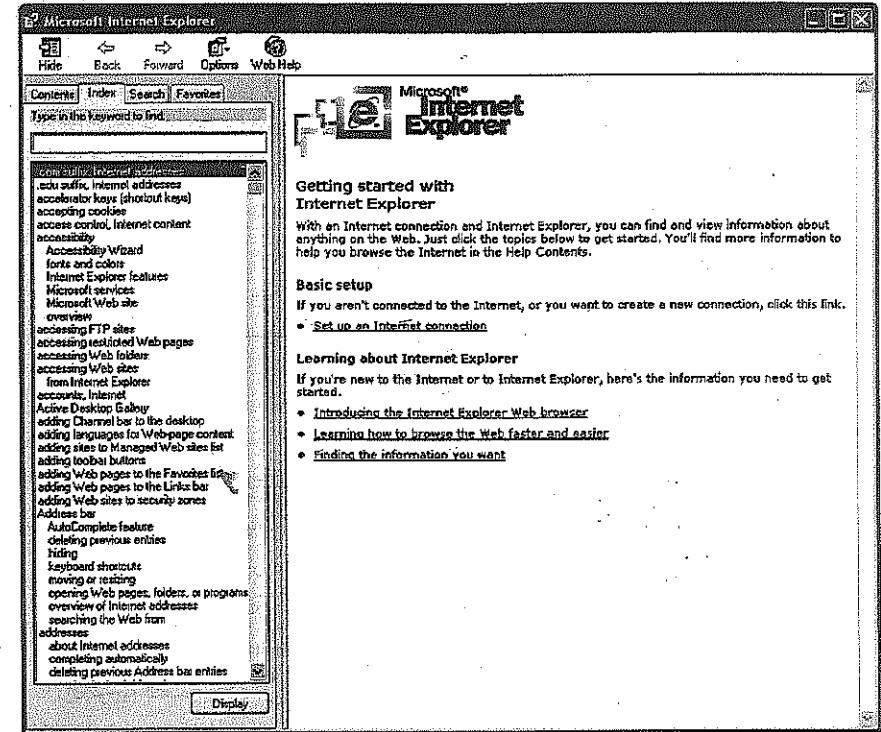 Microsoft Internet Explorer
Hide Back Forward Options Web Help
Contents Index Search Favorites
Type in the keyword to find:
.com suffix, Internet addresses
.edu suffix, Internet addresses
accelerator keys (shortcut keys)
accepting cookies
access control, Internet content
accessibility
Accessibility Wizard
fonts and colors
Internet Explorer features
Microsoft services
Microsoft Web site
overview
accessing FTP sites
accessing restricted Web pages
accessing Web folders
accessing Web sites
from Internet Explorer
accounts, Internet
Active Desktop Gallery
adding Channel bar to the desktop
adding languages for Web-page content
adding sites to Managed Web sites list
adding toolbar buttons
adding Web pages to the Favorites list
adding Web pages to the Links bar
adding Web sites to security zones
Address bar
AutoComplete feature
deleting previous entries
hiding
keyboard shortcuts
moving or resizing
opening Web pages, folders, or programs
overview of Internet addresses
searching the Web from
addresses
about Internet addresses
completing automatically
deleting previous Address bar entries
Display
Microsoft®
Internet
Explorer
Getting started with
Internet Explorer
With an Internet connection and Internet Explorer, you can find and view information about
anything on the Web. Just click the topics below to get started. You'll find more information to
help you browse the Internet in the Help Contents.
Basic setup
If you aren't connected to the Internet, or you want to create a new connection, click this link.
• Set up an Internet connection
Learning about Internet Explorer
If you're new to the Internet or to Internet Explorer, here's the information you need to get
started.
• Introducing the Internet Explorer Web browser
• Learning how to browse the Web faster and easier
• Finding the information you want